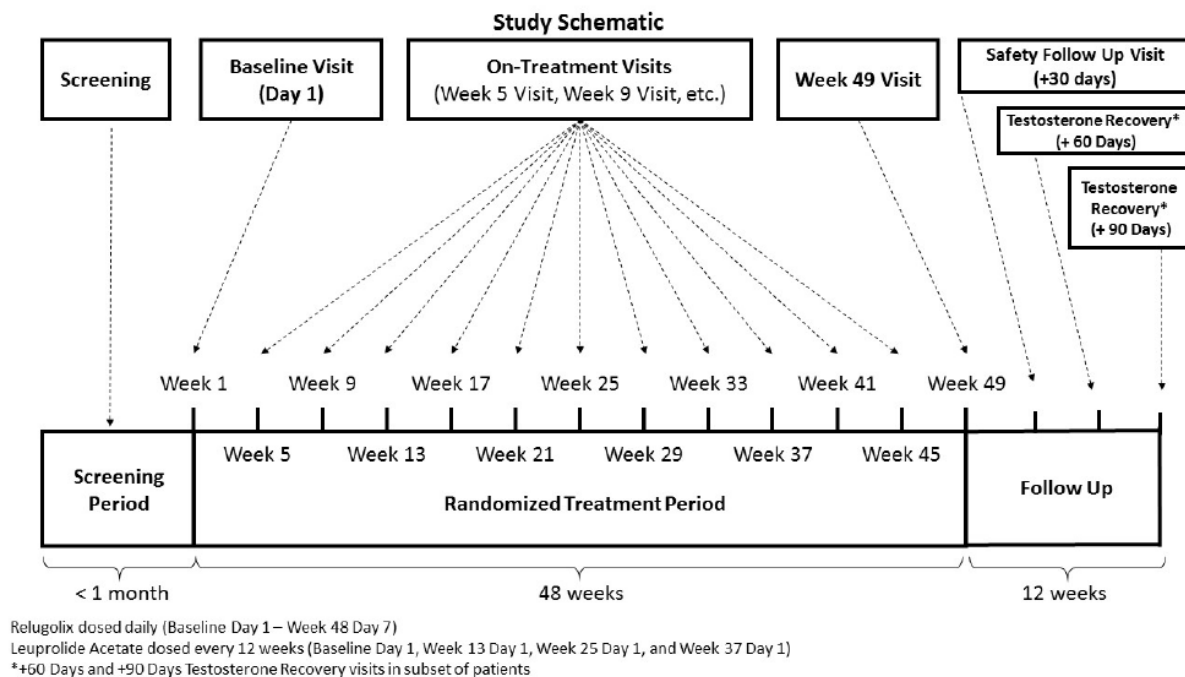 Study Schematic
Screening
Baseline Visit
(Day 1)
On-Treatment Visits
(Week 5 Visit, Week 9 Visit, etc.)
Week 49 Visit
Safety Follow Up Visit
(+30 days)
Testosterone Recovery*
(+ 60 Days)
Testosterone
Recovery*
(+ 90 Days)
Week 1
Week 9
Week 17
Week 25
Week 33
Week 41
Week 49
Week 5
Week 13
Week 21
Week 29
Week 37
Week 45
Screening
Period
Randomized Treatment Period
Follow Up
< 1 month
48 weeks
12 weeks
Relugolix dosed daily (Baseline Day 1 – Week 48 Day 7)
Leuprolide Acetate dosed every 12 weeks (Baseline Day 1, Week 13 Day 1, Week 25 Day 1, and Week 37 Day 1)
*+60 Days and +90 Days Testosterone Recovery visits in subset of patients